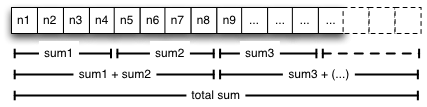 n1 n2 n3 n4 n5 n6 n7 n8 n9 ... ... ... ...
sum1 sum2 sum3
sum1 + sum2 sum3 + (...)
total sum